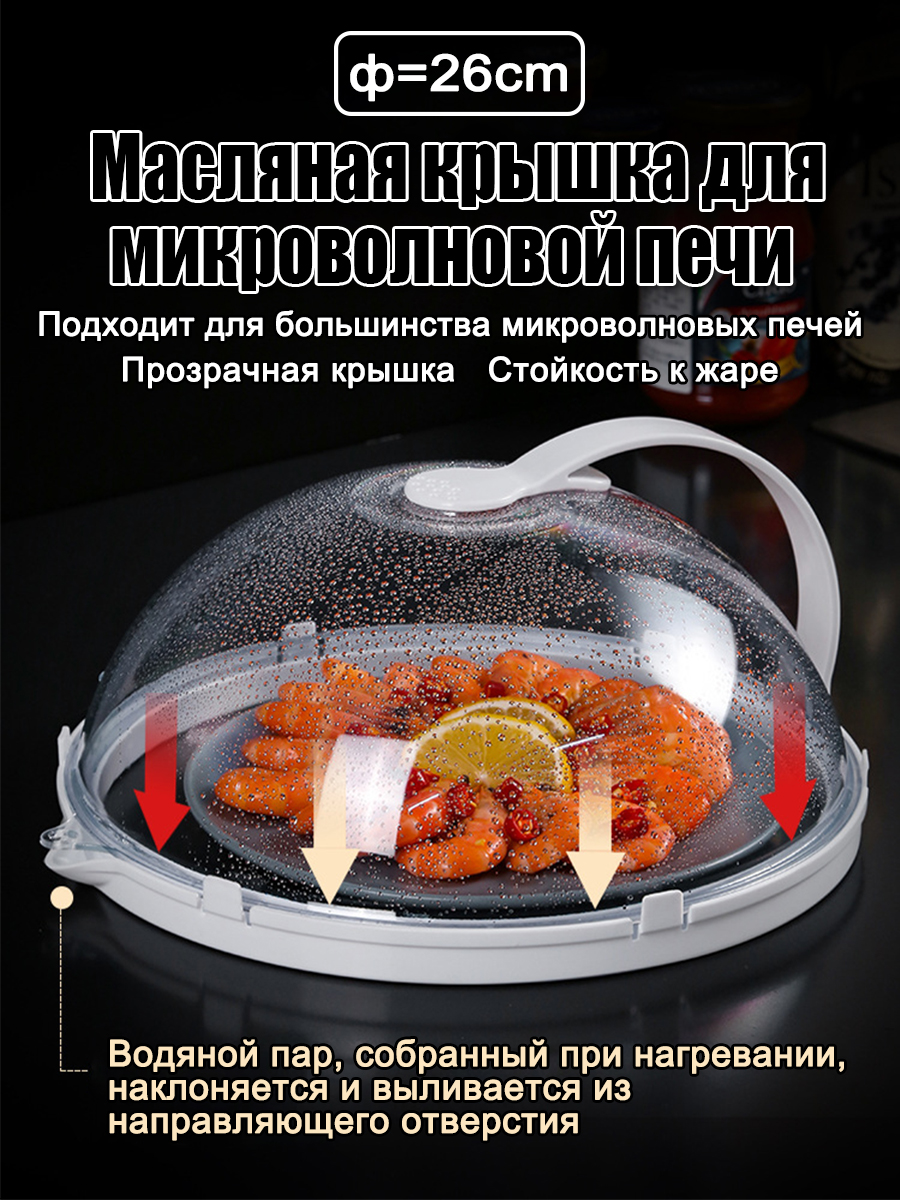 ф=26cm
Масляная крышка для
микроволновой печи
Подходит для большинства микроволновых печей
Прозрачная крышка Стойкость к жаре
Водяной пар, собранный при нагревании,
наклоняется и выливается из
направляющего отверстия